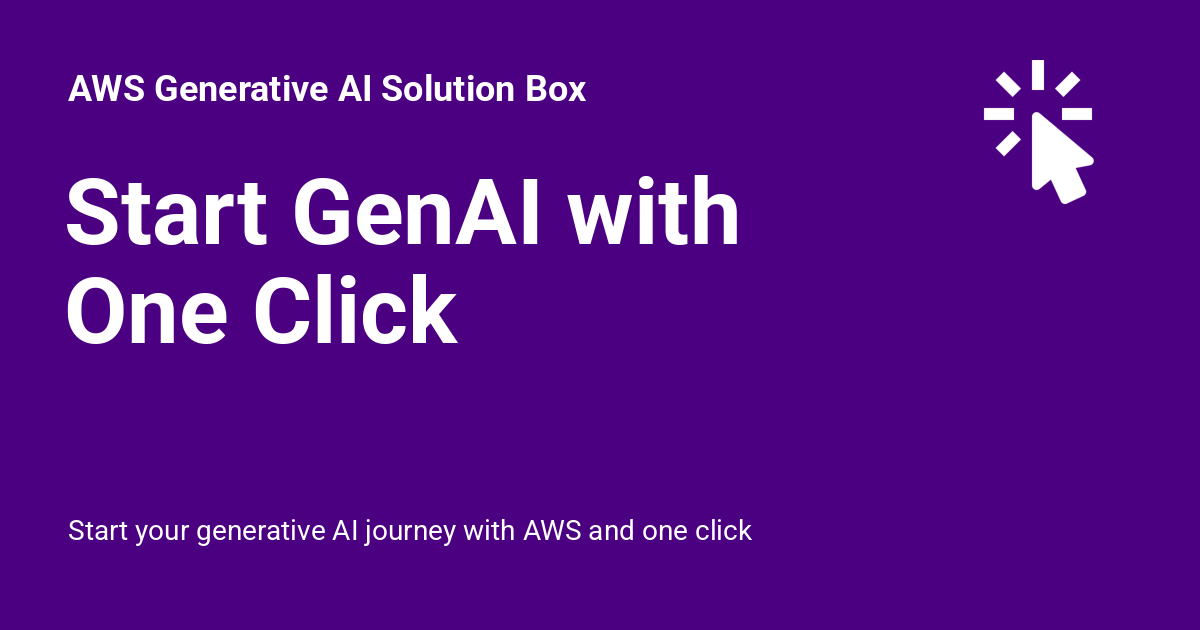 AWS Generative AI Solution Box
Start GenAI with
One Click
Start your generative AI journey with AWS and one click